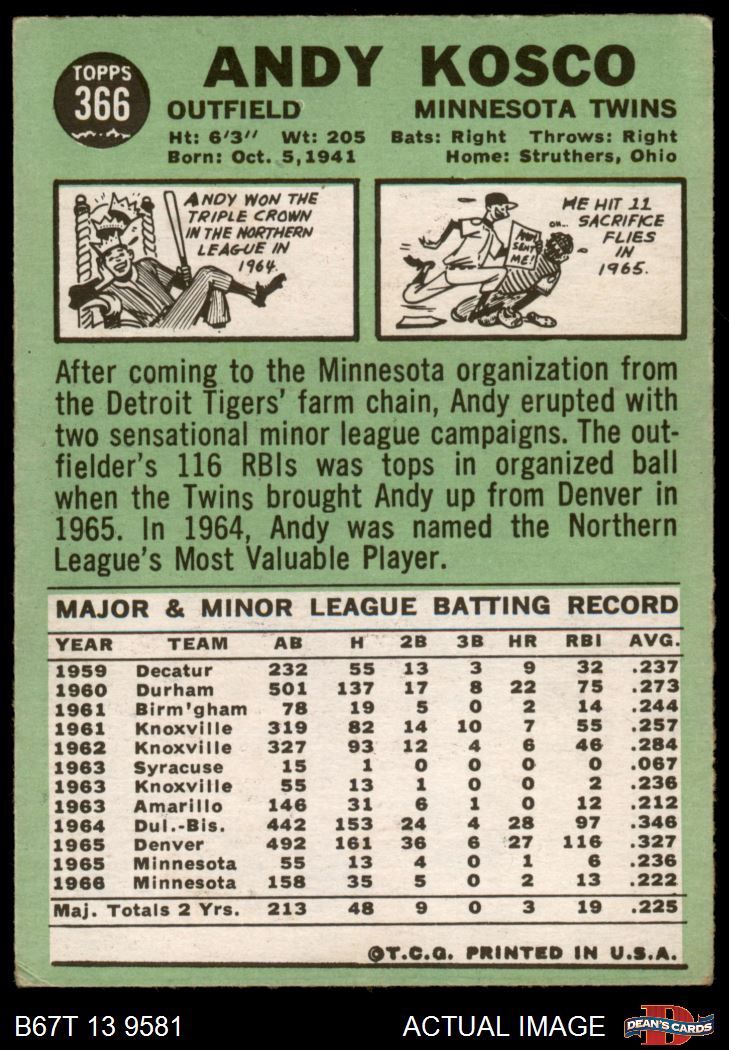 TOPPS
366
ANDY KOSCO
OUTFIELD MINNESOTA TWINS
Ht: 6'3" Wt: 205 Bats: Right Throws: Right
Born: Oct. 5, 1941 Home: Struthers, Ohio
ANDY WON THE
TRIPLE CROWN
IN THE NORTHERN
LEAGUE IN
1964.
HE HIT 11
SACRIFICE
FLIES
IN
1965.
OH...
ANDY
SENT
ME!
After coming to the Minnesota organization from
the Detroit Tigers' farm chain, Andy erupted with
two sensational minor league campaigns. The out-
fielder's 116 RBIs was tops in organized ball
when the Twins brought Andy up from Denver in
1965. In 1964, Andy was named the Northern
League's Most Valuable Player.
MAJOR & MINOR LEAGUE BATTING RECORD
YEAR TEAM AB H 2B 3B HR RBI AVG.
1959 Decatur 232 55 13 3 9 32 .237
1960 Durham 501 137 17 8 22 75 .273
1961 Birm'gham 78 19 5 0 2 14 .244
1961 Knoxville 319 82 14 10 7 55 .257
1962 Knoxville 327 93 12 4 6 46 .284
1963 Syracuse 15 1 0 0 0 0 .067
1963 Knoxville 55 13 1 0 0 2 .236
1963 Amarillo 146 31 6 1 0 12 .212
1964 Dul.-Bis. 442 153 24 4 28 97 .346
1965 Denver 492 161 36 6 27 116 .327
1965 Minnesota 55 13 4 0 1 6 .236
1966 Minnesota 158 35 5 0 2 13 .222
Maj. Totals 2 Yrs. 213 48 9 0 3 19 .225
©T.C.G. PRINTED IN U.S.A.
B67T 13 9581 ACTUAL IMAGE
DEAN'S CARDS